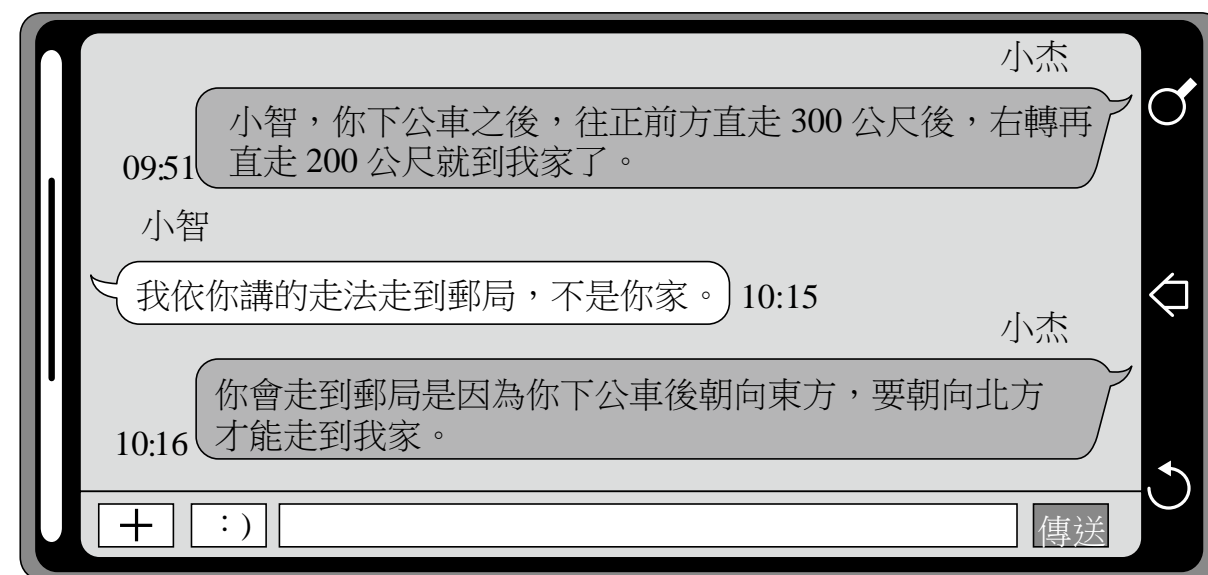 小杰
小智，你下公車之後，往正前方直走 300 公尺後，右轉再
直走 200 公尺就到我家了。
09:51
小智
我依你講的走法走到郵局，不是你家。
10:15
小杰
你會走到郵局是因為你下公車後朝向東方，要朝向北方
才能走到我家。
10:16
＋
：)
傳送